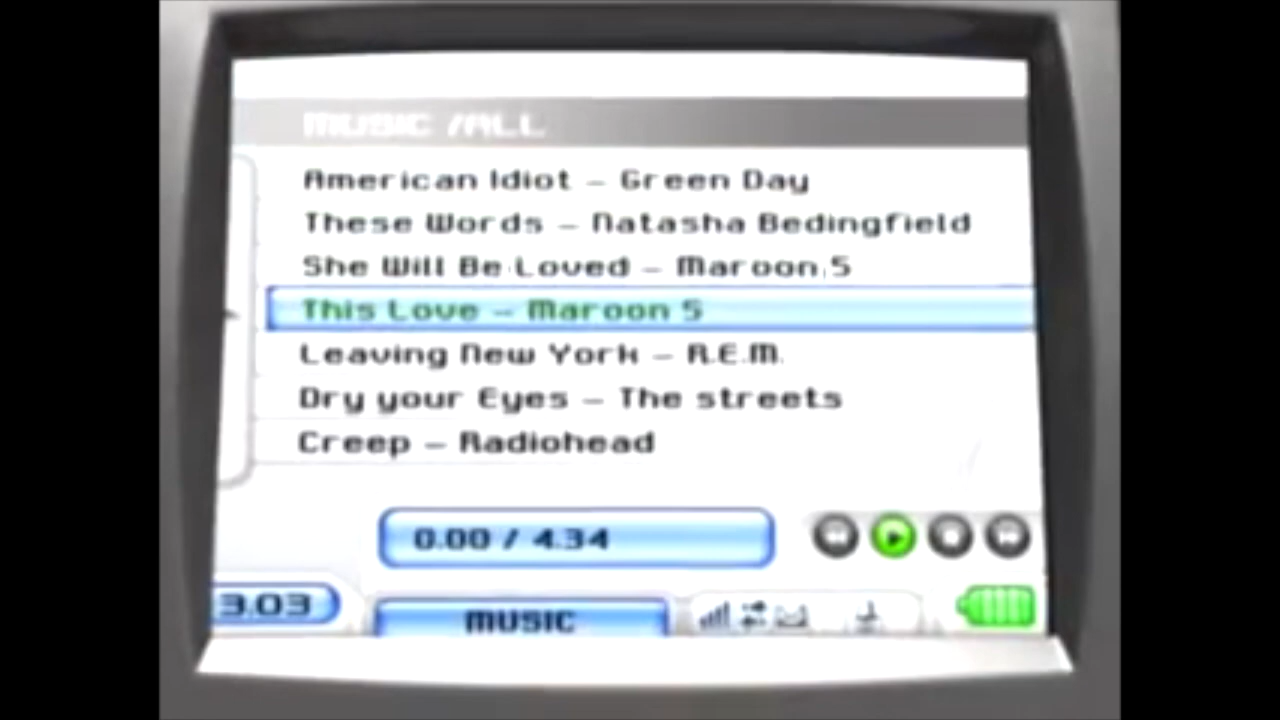 MUSIC /ALL
American Idiot – Green Day
These Words – Natasha Bedingfield
She Will Be Loved – Maroon 5
This Love – Maroon 5
Leaving New York – R.E.M.
Dry your Eyes – The streets
Creep – Radiohead
0.00 / 4.34
3.03
MUSIC